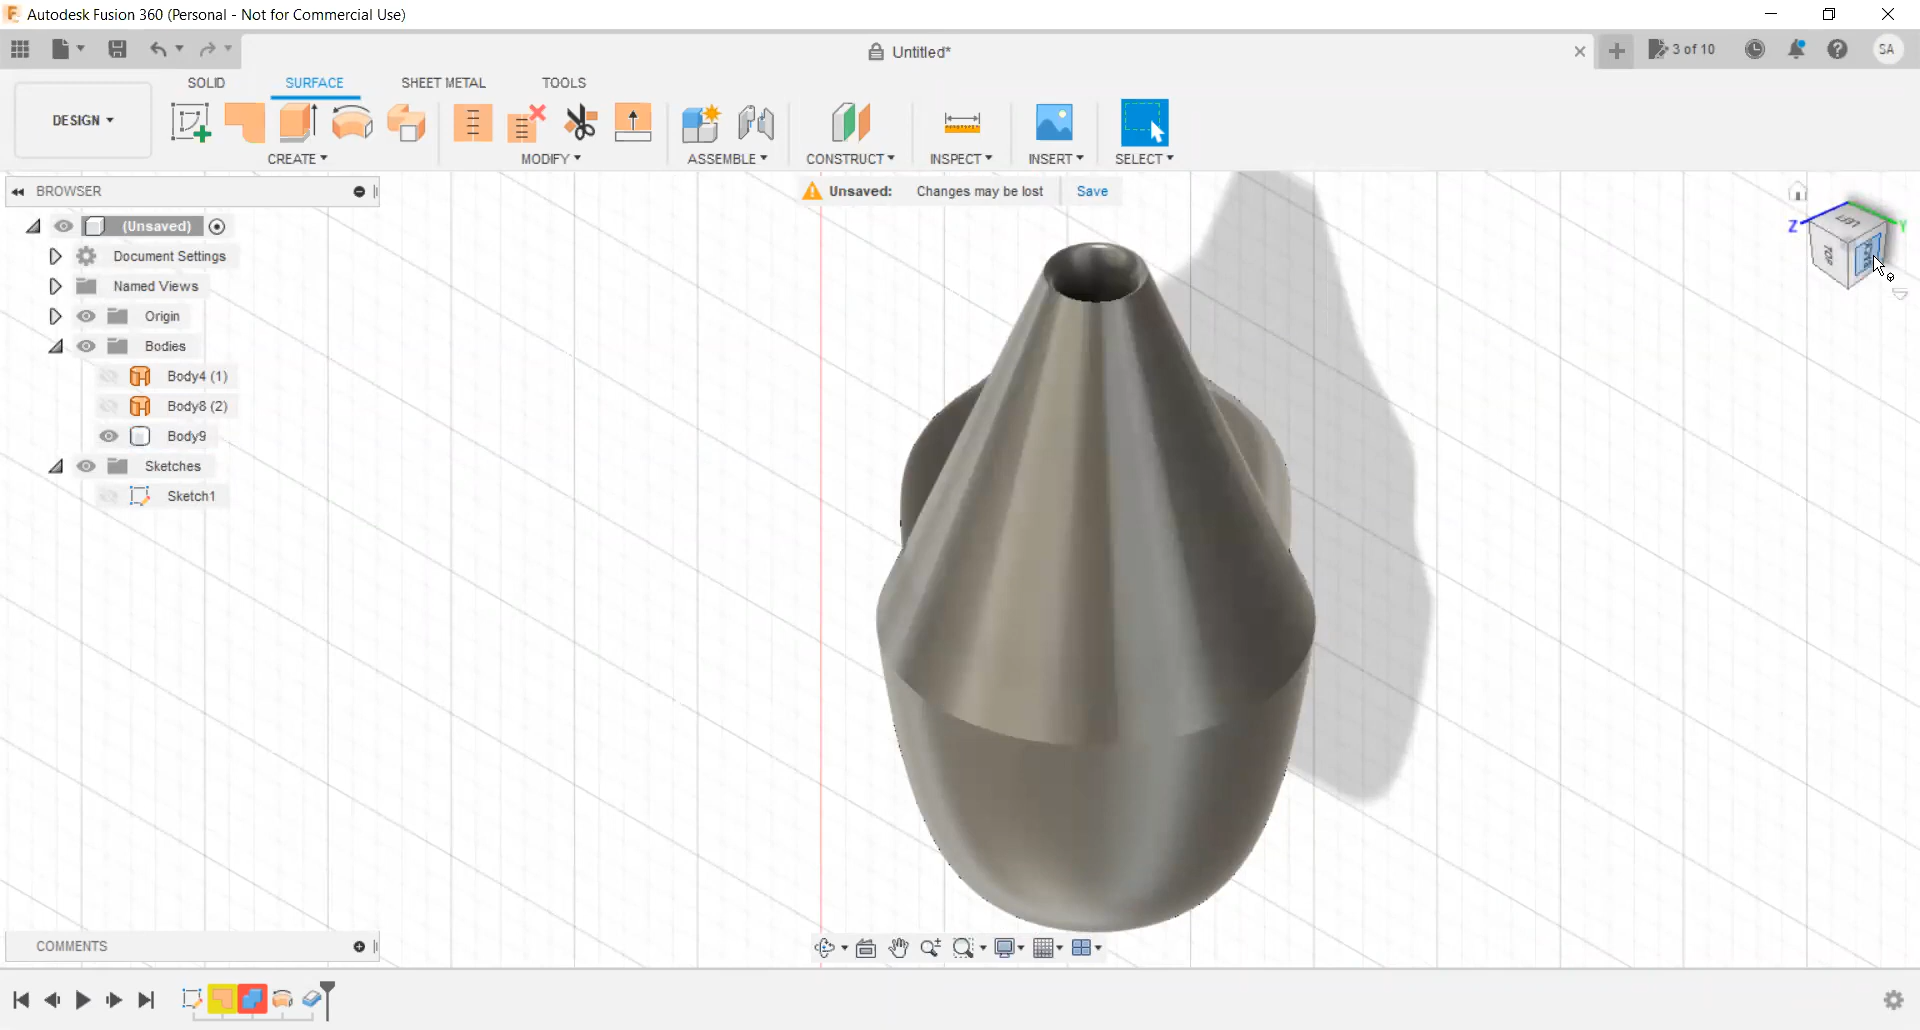 Autodesk Fusion 360 (Personal - Not for Commercial Use)
Untitled*
3 of 10
SA
SOLID
SURFACE
SHEET METAL
TOOLS
DESIGN
CREATE
MODIFY
ASSEMBLE
CONSTRUCT
INSPECT
INSERT
SELECT
BROWSER
Unsaved: Changes may be lost Save
(Unsaved)
Document Settings
Named Views
Origin
Bodies
Body4 (1)
Body8 (2)
Body9
Sketches
Sketch1
Z
LEFT
Y
TOP
COMMENTS